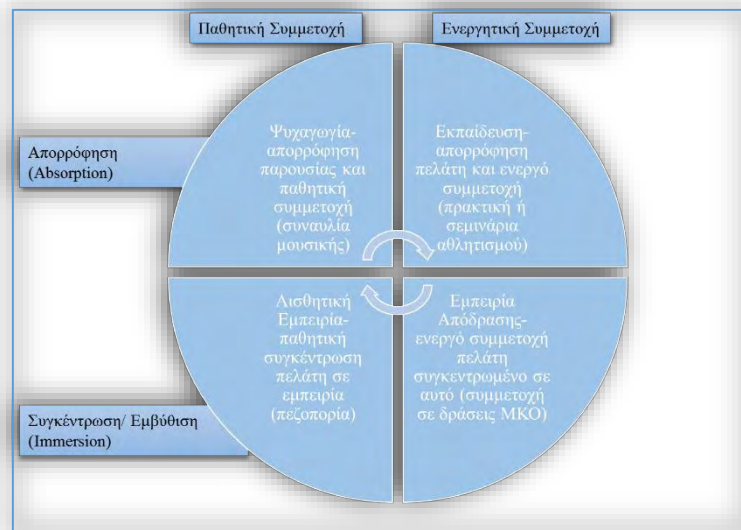 Παθητική Συμμετοχή
Ενεργητική Συμμετοχή
Απορρόφηση
(Absorption)
Ψυχαγωγία-
απορρόφηση
παρουσίας και
παθητική
συμμετοχή
(συναυλία
μουσικής)
Εκπαίδευση-
απορρόφηση
πελάτη και ενεργό
συμμετοχή
(πρακτική ή
σεμινάρια
αθλητισμού)
Αισθητική
Εμπειρία-
παθητική
συγκέντρωση
πελάτη σε
εμπειρία
(πεζοπορία)
Εμπειρία
Απόδρασης-
ενεργό συμμετοχή
πελάτη
συγκεντρωμένο σε
αυτό (συμμετοχή
σε δράσεις ΜΚΟ)
Συγκέντρωση/ Εμβύθιση
(Immersion)